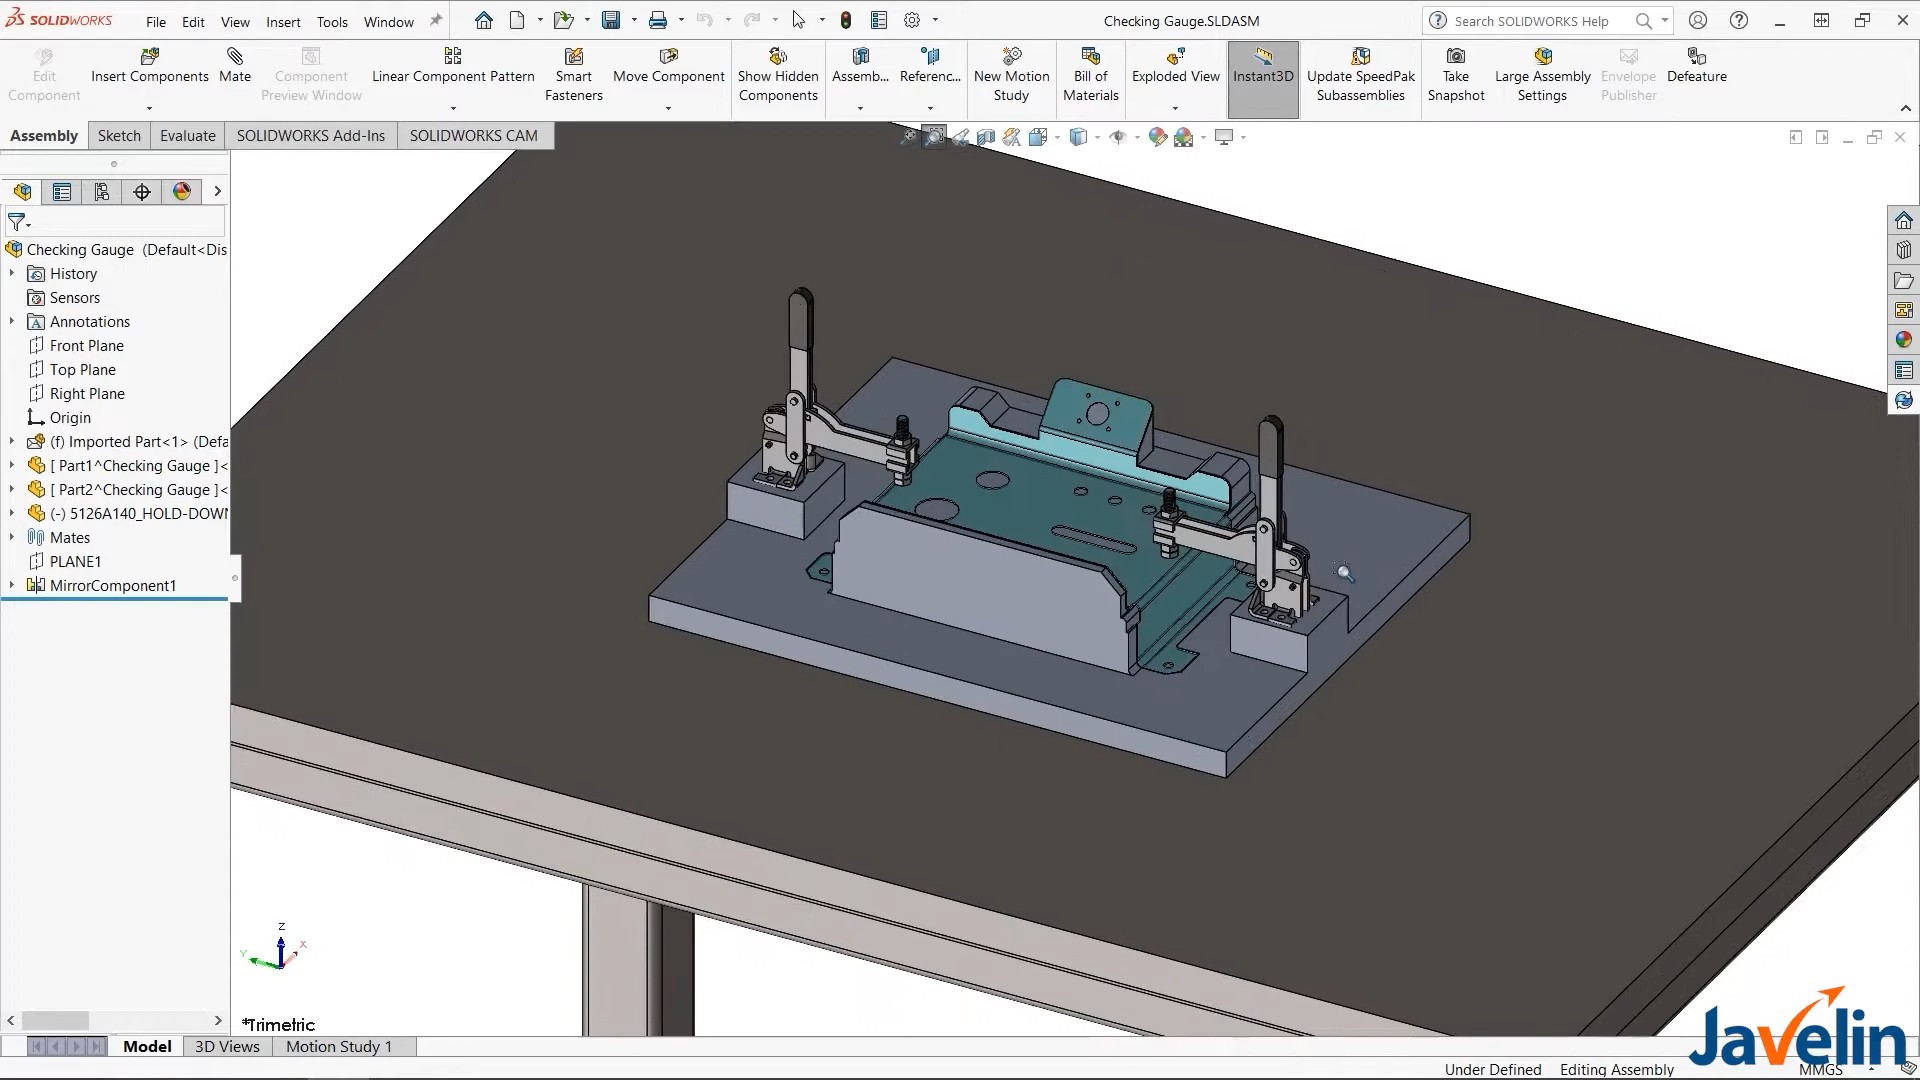 SOLIDWORKS File Edit View Insert Tools Window
Checking Gauge.SLDASM
Search SOLIDWORKS Help
Edit Component
Insert Components
Mate
Component Preview Window
Linear Component Pattern
Smart Fasteners
Move Component
Show Hidden Components
Assemb...
Referenc...
New Motion Study
Bill of Materials
Exploded View
Instant3D
Update SpeedPak Subassemblies
Take Snapshot
Large Assembly Settings
Envelope Publisher
Defeature
Assembly Sketch Evaluate SOLIDWORKS Add-Ins SOLIDWORKS CAM
Checking Gauge (Default<Dis
History
Sensors
Annotations
Front Plane
Top Plane
Right Plane
Origin
(f) Imported Part<1> (Defa
[ Part1^Checking Gauge ]<
[ Part2^Checking Gauge ]<
(-) 5126A140_HOLD-DOWN
Mates
PLANE1
MirrorComponent1
Z
Y
X
*Trimetric
Model 3D Views Motion Study 1
Javelin
Under Defined Editing Assembly MMGS